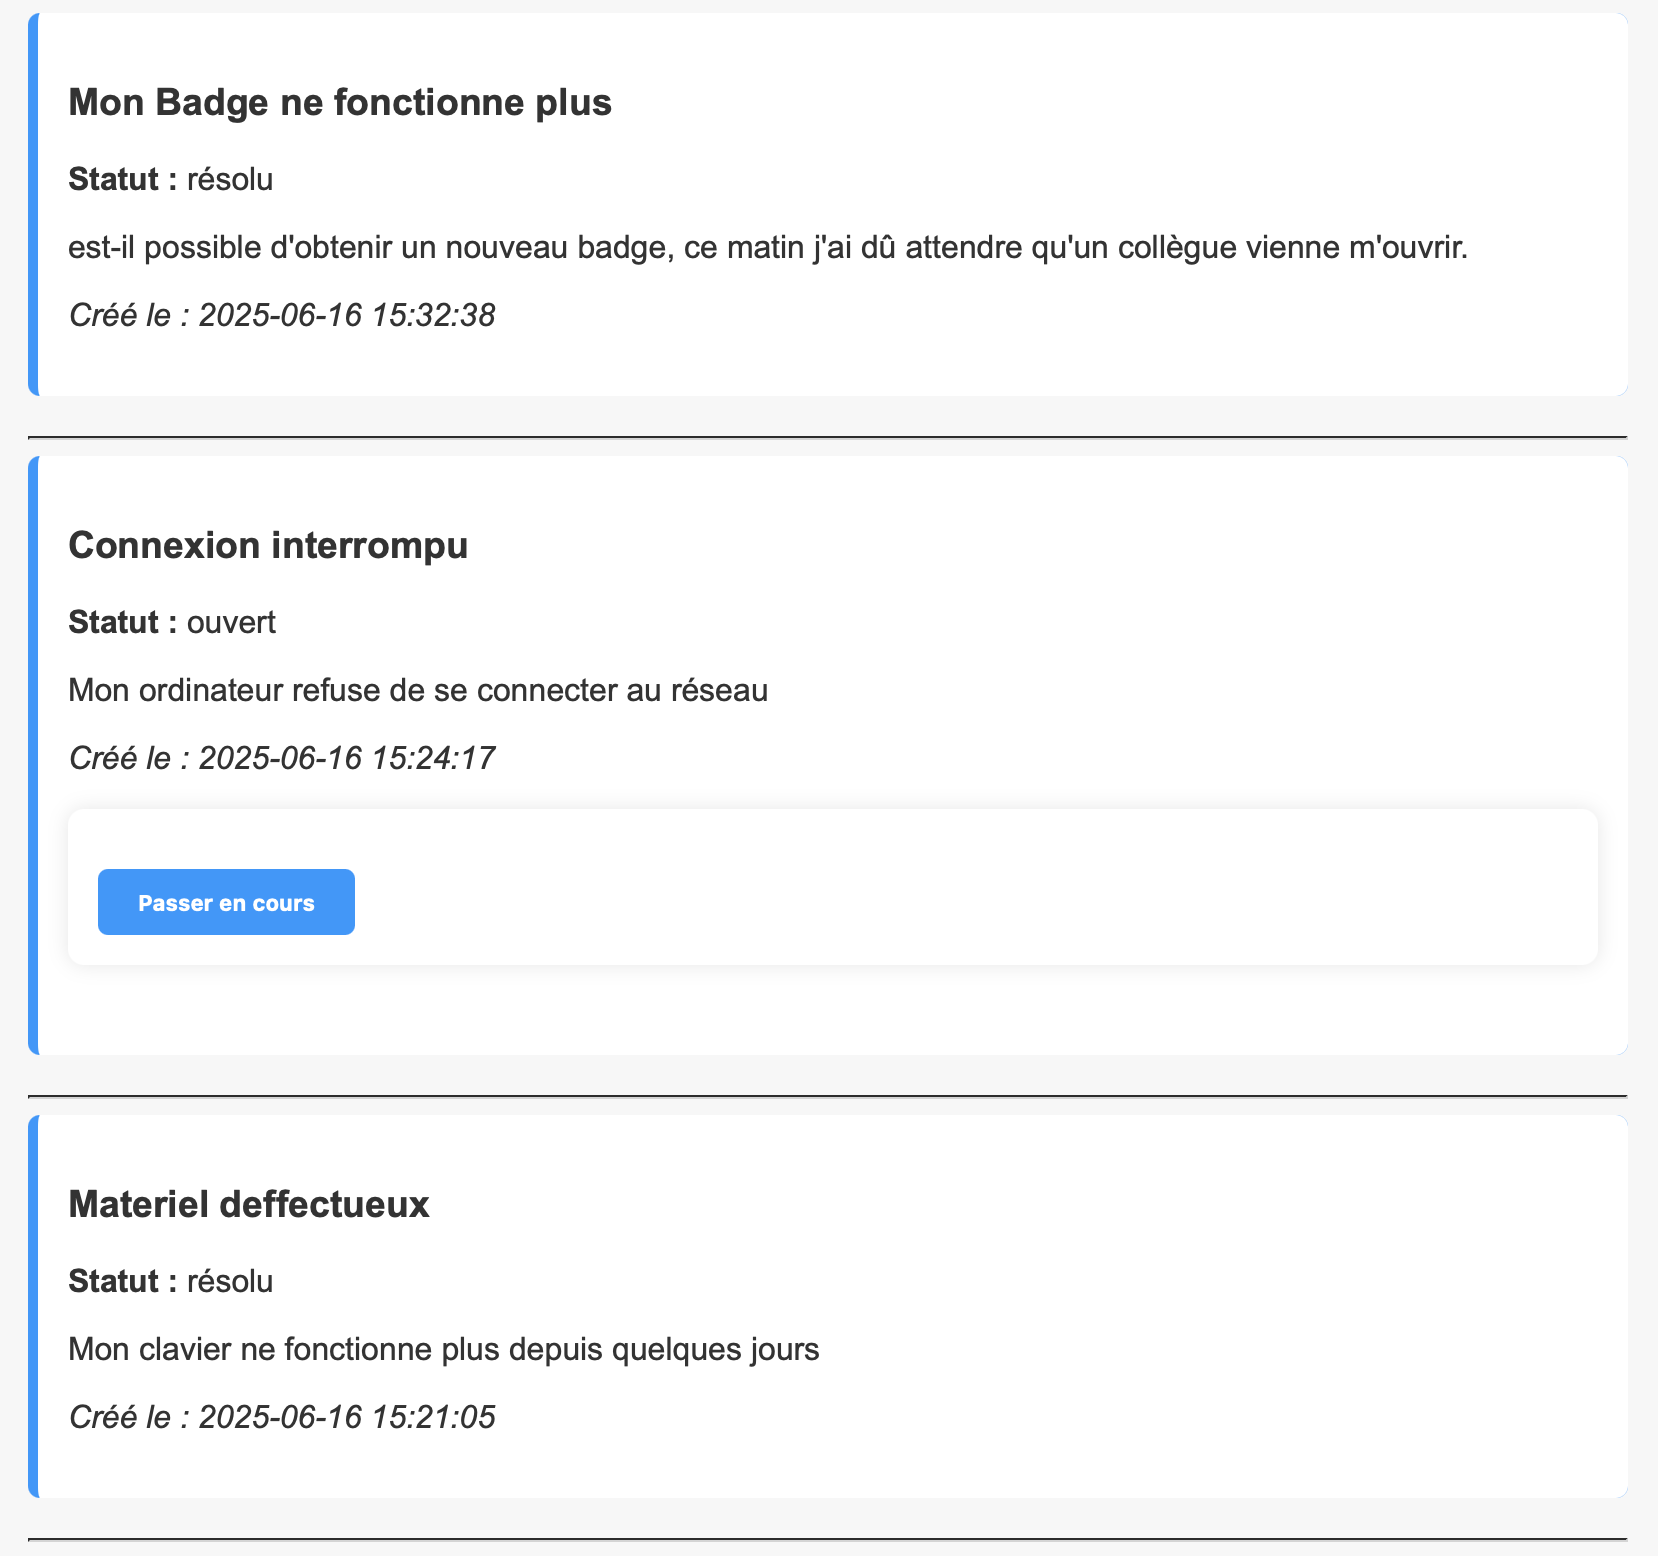 Mon Badge ne fonctionne plus
Statut : résolu
est-il possible d'obtenir un nouveau badge, ce matin j'ai dû attendre qu'un collègue vienne m'ouvrir.
Créé le : 2025-06-16 15:32:38
Connexion interrompu
Statut : ouvert
Mon ordinateur refuse de se connecter au réseau
Créé le : 2025-06-16 15:24:17
Passer en cours
Materiel deffectueux
Statut : résolu
Mon clavier ne fonctionne plus depuis quelques jours
Créé le : 2025-06-16 15:21:05